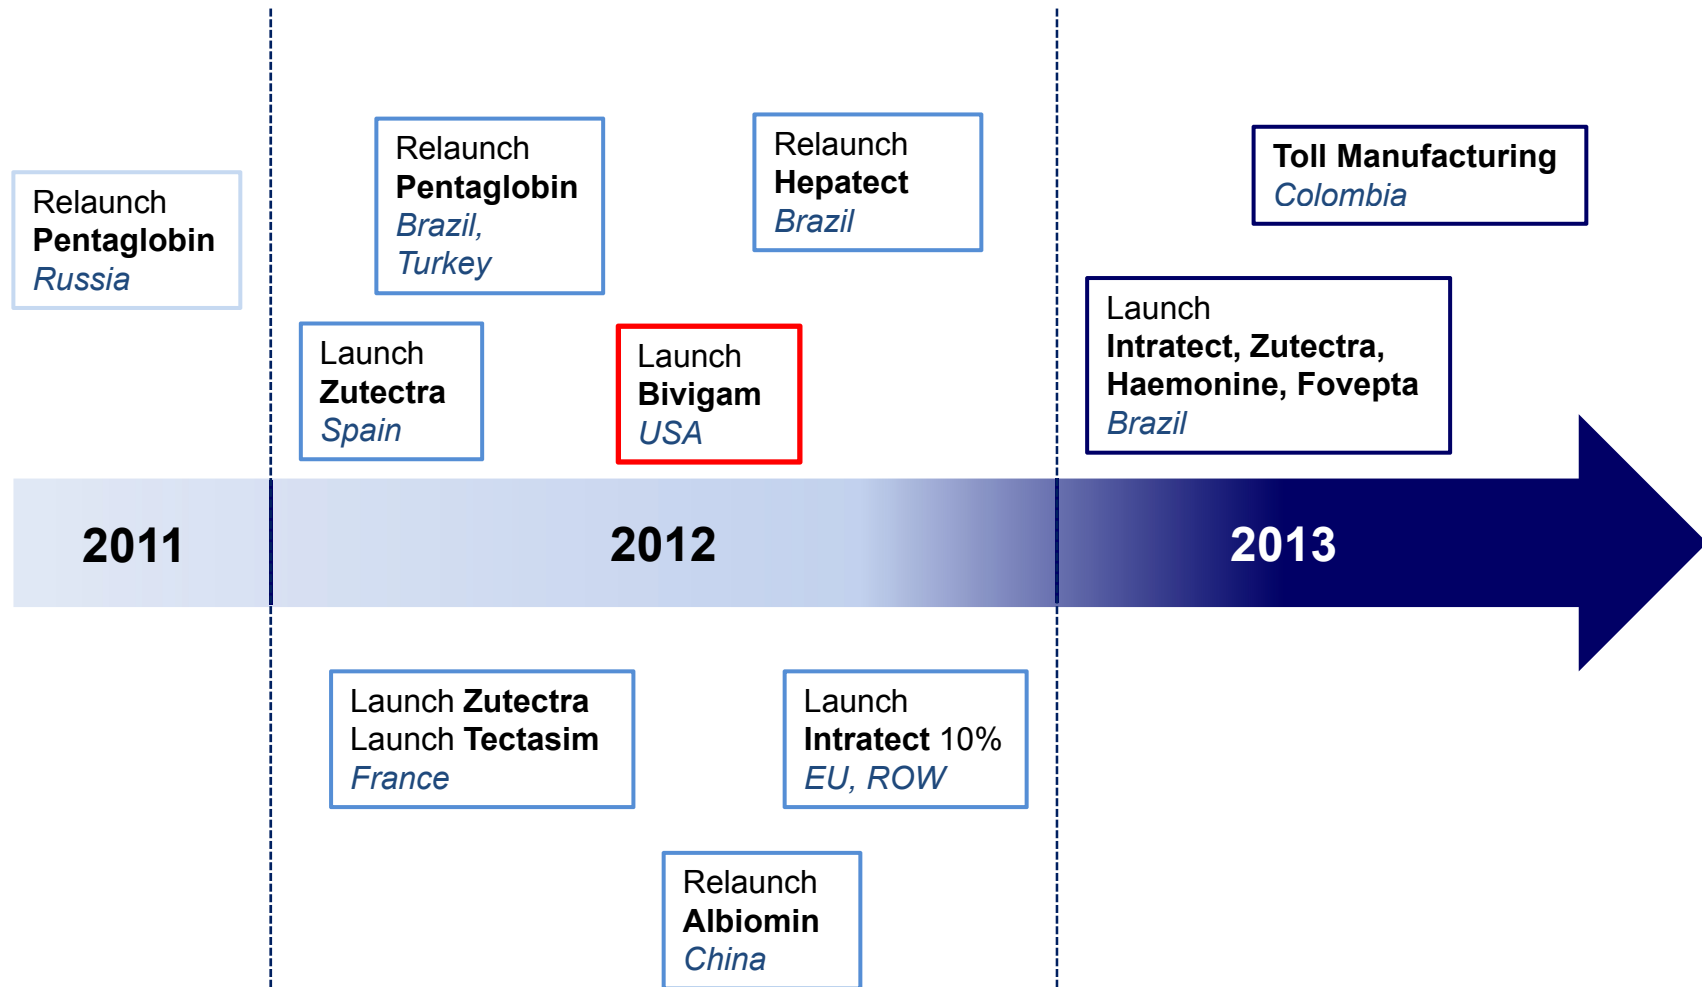 Relaunch
Pentaglobin
Russia
Relaunch
Pentaglobin
Brazil,
Turkey
Relaunch
Hepatect
Brazil
Toll Manufacturing
Colombia
Launch
Zutectra
Spain
Launch
Bivigam
USA
Launch
Intratect, Zutectra,
Haemonine, Fovepta
Brazil
2011
2012
2013
Launch Zutectra
Launch Tectasim
France
Launch
Intratect 10%
EU, ROW
Relaunch
Albiomin
China